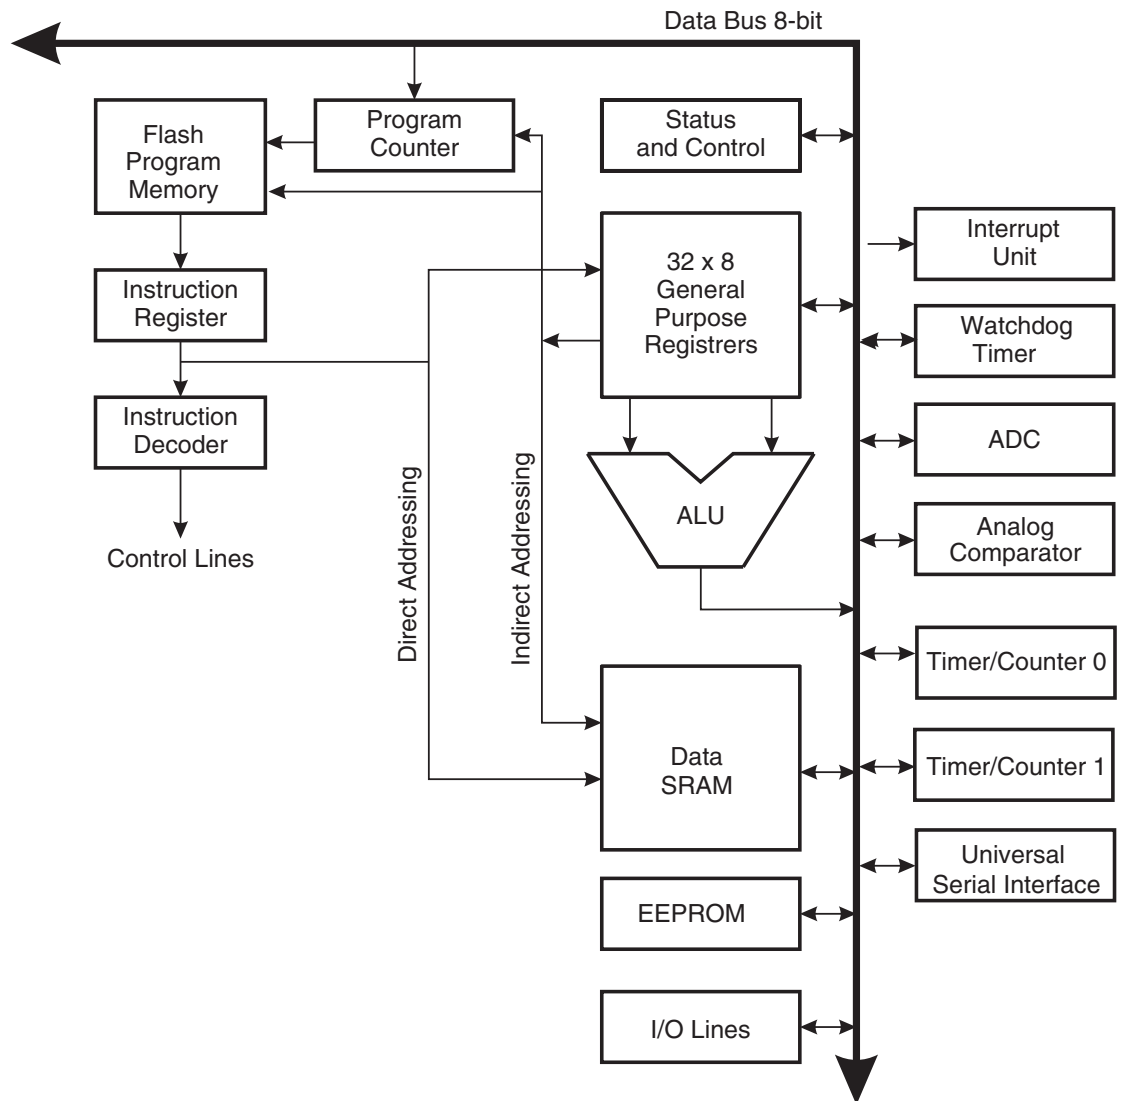 Data Bus 8-bit
Flash
Program
Memory
Program
Counter
Status
and Control
Interrupt
Unit
32 x 8
General
Purpose
Registrers
Instruction
Register
Watchdog
Timer
Instruction
Decoder
ADC
ALU
Analog
Comparator
Control Lines
Direct Addressing
Indirect Addressing
Timer/Counter 0
Data
SRAM
Timer/Counter 1
Universal
Serial Interface
EEPROM
I/O Lines